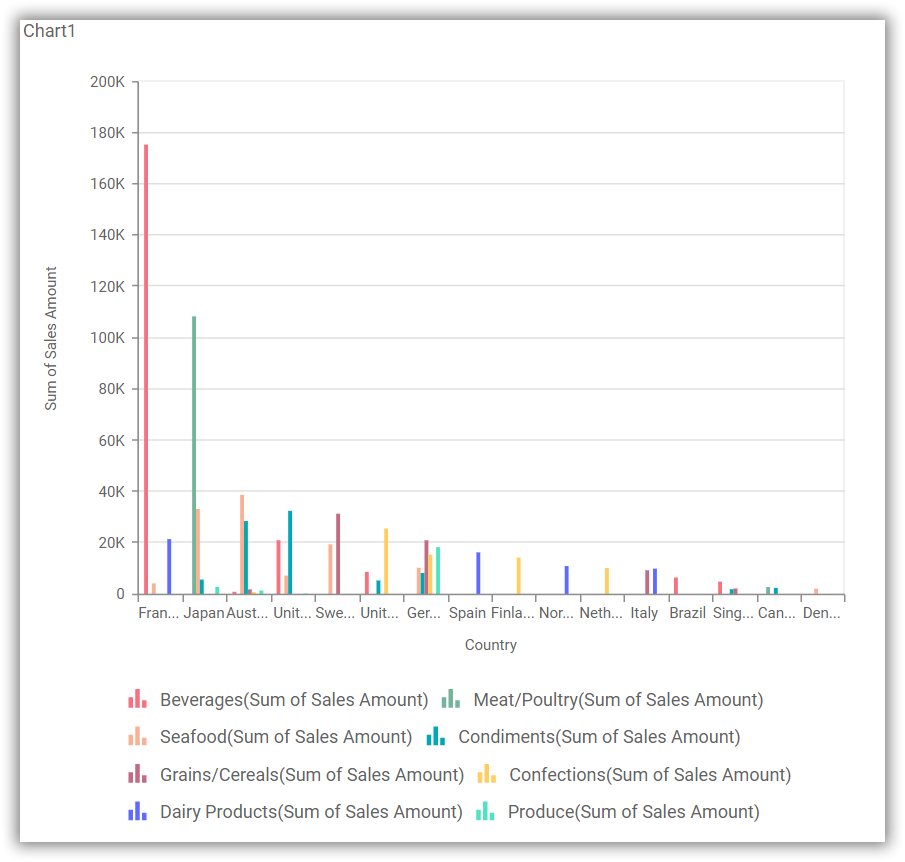 Chart1
200K
180K
160K
140K
120K
100K
80K
60K
40K
20K
0
Sum of Sales Amount
Fran... Japan Aust... Unit... Swe... Unit... Ger... Spain Finla... Nor... Neth... Italy Brazil Sing... Can... Den...
Country
Beverages(Sum of Sales Amount) Meat/Poultry(Sum of Sales Amount)
Seafood(Sum of Sales Amount) Condiments(Sum of Sales Amount)
Grains/Cereals(Sum of Sales Amount) Confections(Sum of Sales Amount)
Dairy Products(Sum of Sales Amount) Produce(Sum of Sales Amount)